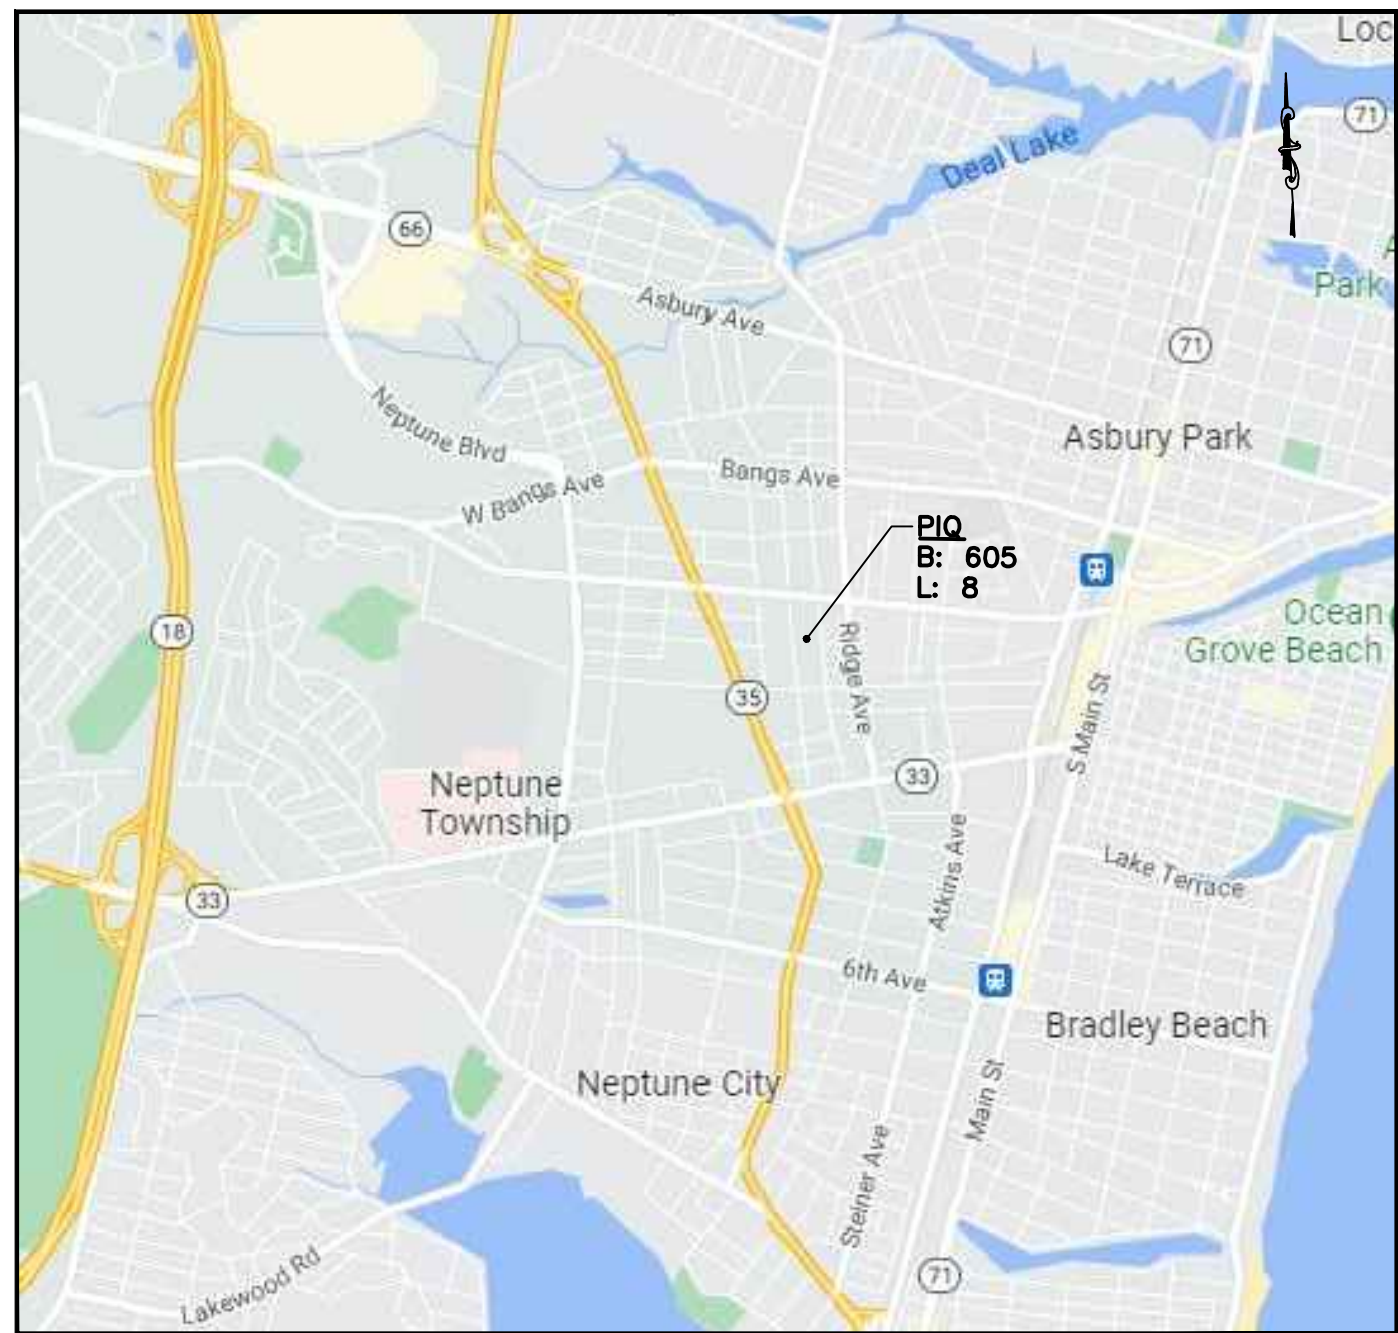 Loc
71
Deal Lake
66
Park
Asbury Ave
71
Neptune Blvd
Asbury Park
Bangs Ave
W Bangs Ave
PIQ
B: 605
L: 8
Ocean
Grove Beach
18
Ridge Ave
35
S Main St
33
Neptune
Township
Atkins Ave
Lake Terrace
33
6th Ave
Bradley Beach
Neptune City
Main St
Steiner Ave
Lakewood Rd
71